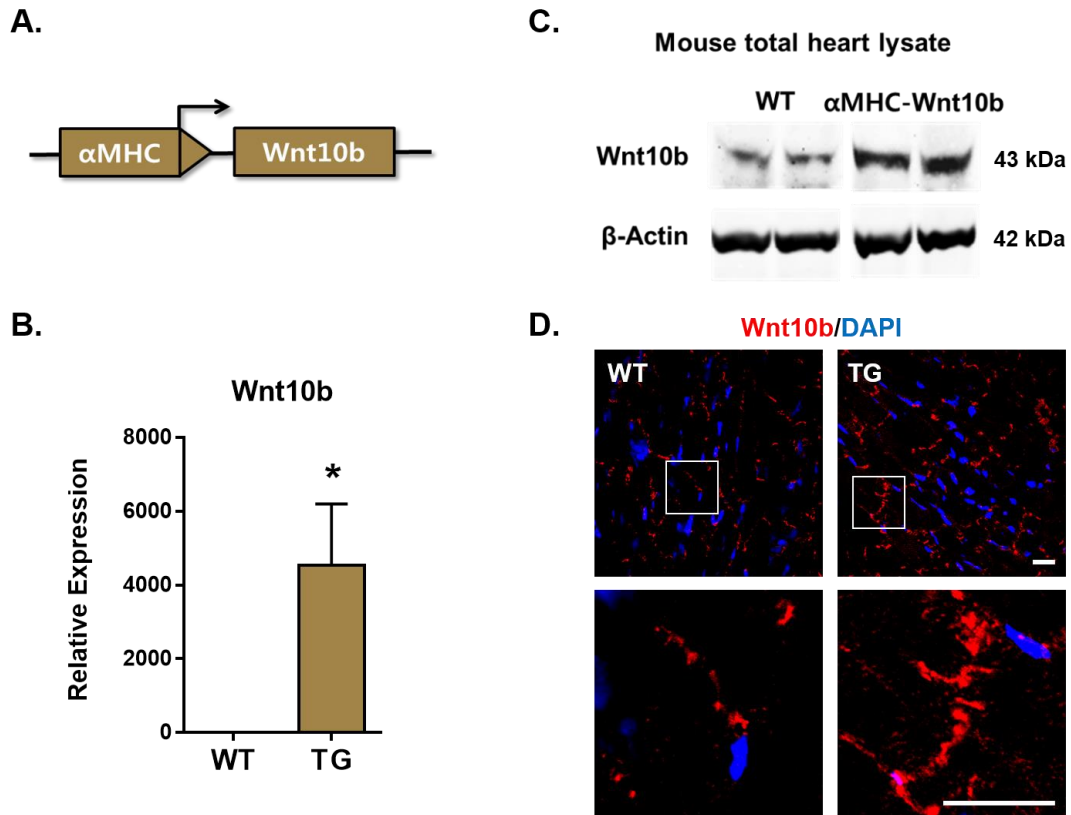 A.
αMHC
Wnt10b
B.
Wnt10b
Relative Expression
8000
6000
4000
2000
0
*
WT
TG
C.
Mouse total heart lysate
WT αMHC-Wnt10b
Wnt10b 43 kDa
β-Actin 42 kDa
D.
Wnt10b/DAPI
WT
TG